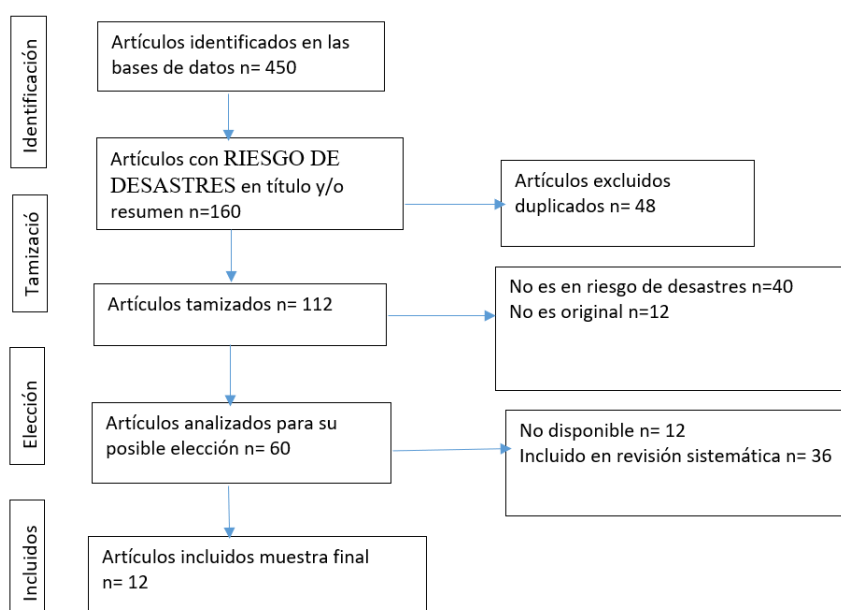 Identificación
Artículos identificados en las
bases de datos n= 450
Artículos con RIESGO DE
DESASTRES en título y/o
resumen n=160
Artículos excluidos
duplicados n= 48
Tamizació
Artículos tamizados n= 112
No es en riesgo de desastres n=40
No es original n=12
Elección
Artículos analizados para su
posible elección n= 60
No disponible n= 12
Incluido en revisión sistemática n= 36
Incluidos
Artículos incluidos muestra final
n= 12